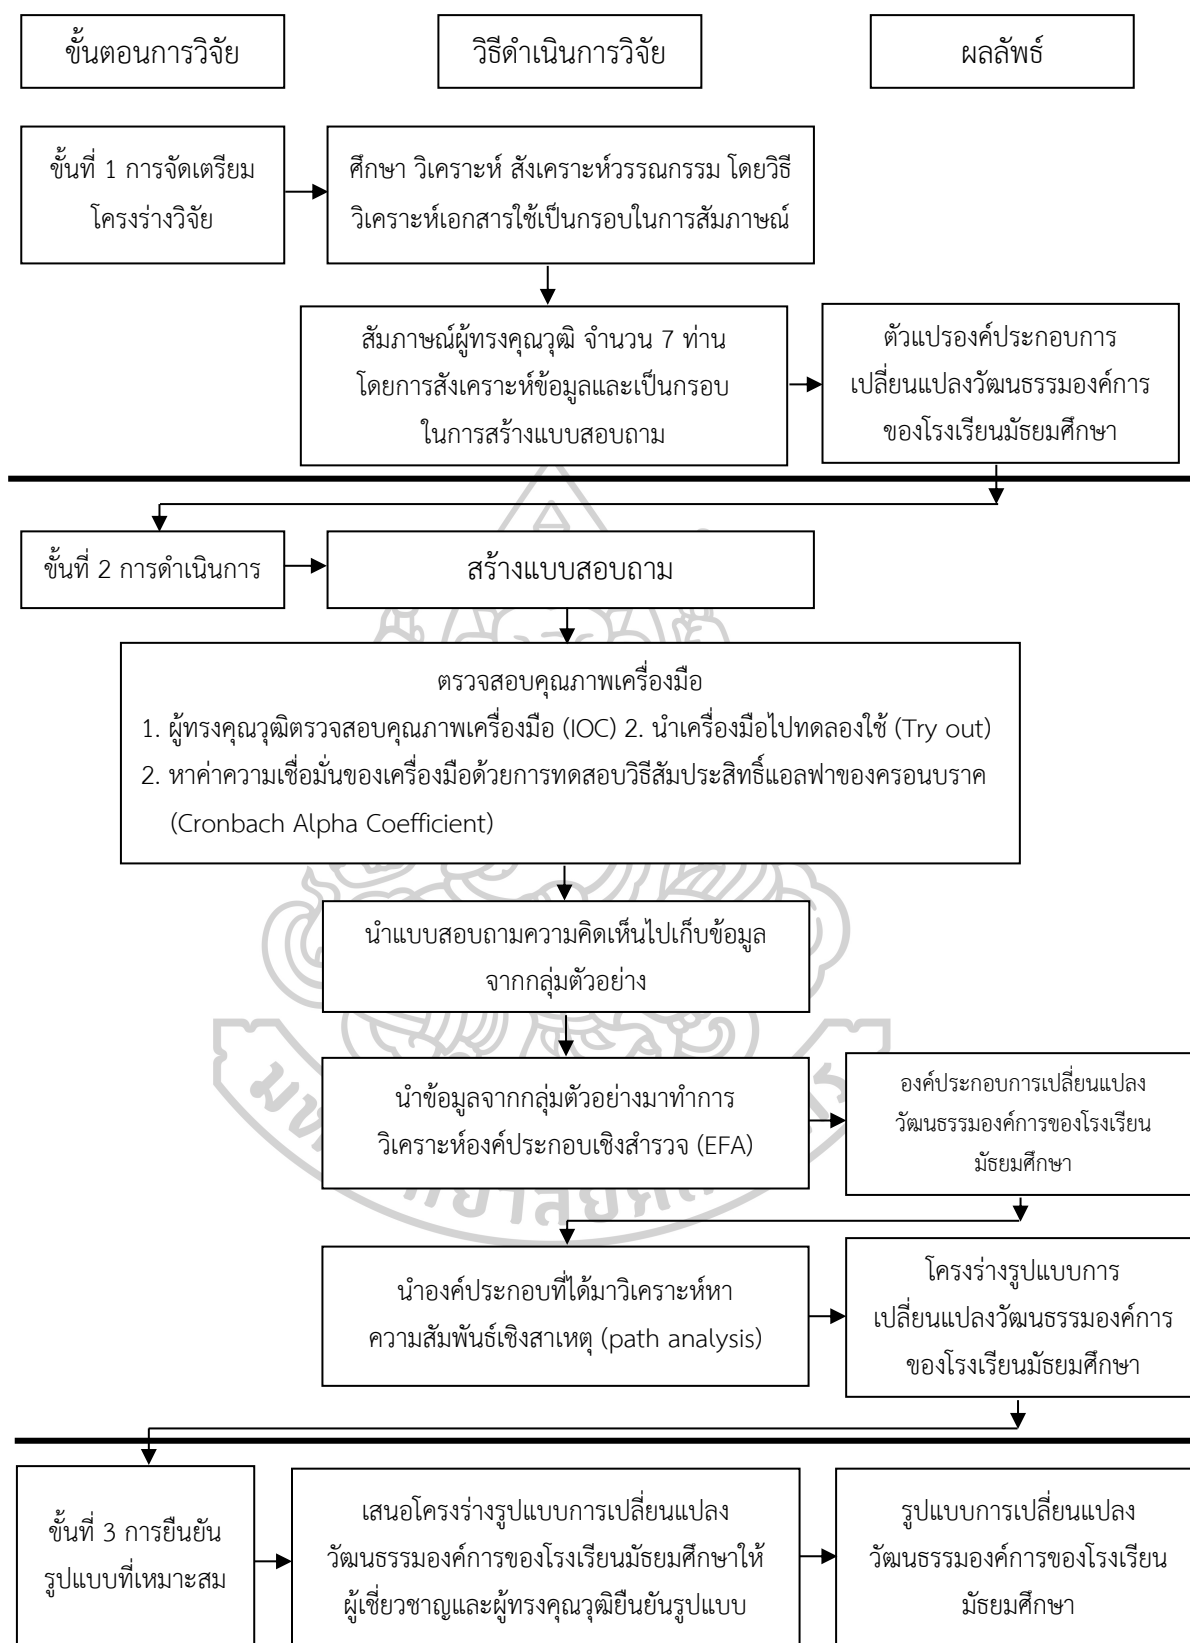 ขั้นตอนการวิจัย
วิธีดำเนินการวิจัย
ผลลัพธ์
ขั้นที่ 1 การจัดเตรียม
โครงร่างวิจัย
ศึกษา วิเคราะห์ สังเคราะห์วรรณกรรม โดยวิธี
วิเคราะห์เอกสารใช้เป็นกรอบในการสัมภาษณ์
สัมภาษณ์ผู้ทรงคุณวุฒิ จำนวน 7 ท่าน
โดยการสังเคราะห์ข้อมูลและเป็นกรอบ
ในการสร้างแบบสอบถาม
ตัวแปรองค์ประกอบการ
เปลี่ยนแปลงวัฒนธรรมองค์การ
ของโรงเรียนมัธยมศึกษา
ขั้นที่ 2 การดำเนินการ
สร้างแบบสอบถาม
ตรวจสอบคุณภาพเครื่องมือ
1. ผู้ทรงคุณวุฒิตรวจสอบคุณภาพเครื่องมือ (IOC) 2. นำเครื่องมือไปทดลองใช้ (Try out)
2. หาค่าความเชื่อมั่นของเครื่องมือด้วยการทดสอบวิธีสัมประสิทธิ์แอลฟาของครอนบราค
(Cronbach Alpha Coefficient)
นำแบบสอบถามความคิดเห็นไปเก็บข้อมูล
จากกลุ่มตัวอย่าง
นำข้อมูลจากกลุ่มตัวอย่างมาทำการ
วิเคราะห์องค์ประกอบเชิงสำรวจ (EFA)
องค์ประกอบการเปลี่ยนแปลง
วัฒนธรรมองค์การของโรงเรียน
มัธยมศึกษา
นำองค์ประกอบที่ได้มาวิเคราะห์หา
ความสัมพันธ์เชิงสาเหตุ (path analysis)
โครงร่างรูปแบบการ
เปลี่ยนแปลงวัฒนธรรมองค์การ
ของโรงเรียนมัธยมศึกษา
ขั้นที่ 3 การยืนยัน
รูปแบบที่เหมาะสม
เสนอโครงร่างรูปแบบการเปลี่ยนแปลง
วัฒนธรรมองค์การของโรงเรียนมัธยมศึกษาให้
ผู้เชี่ยวชาญและผู้ทรงคุณวุฒิยืนยันรูปแบบ
รูปแบบการเปลี่ยนแปลง
วัฒนธรรมองค์การของโรงเรียน
มัธยมศึกษา